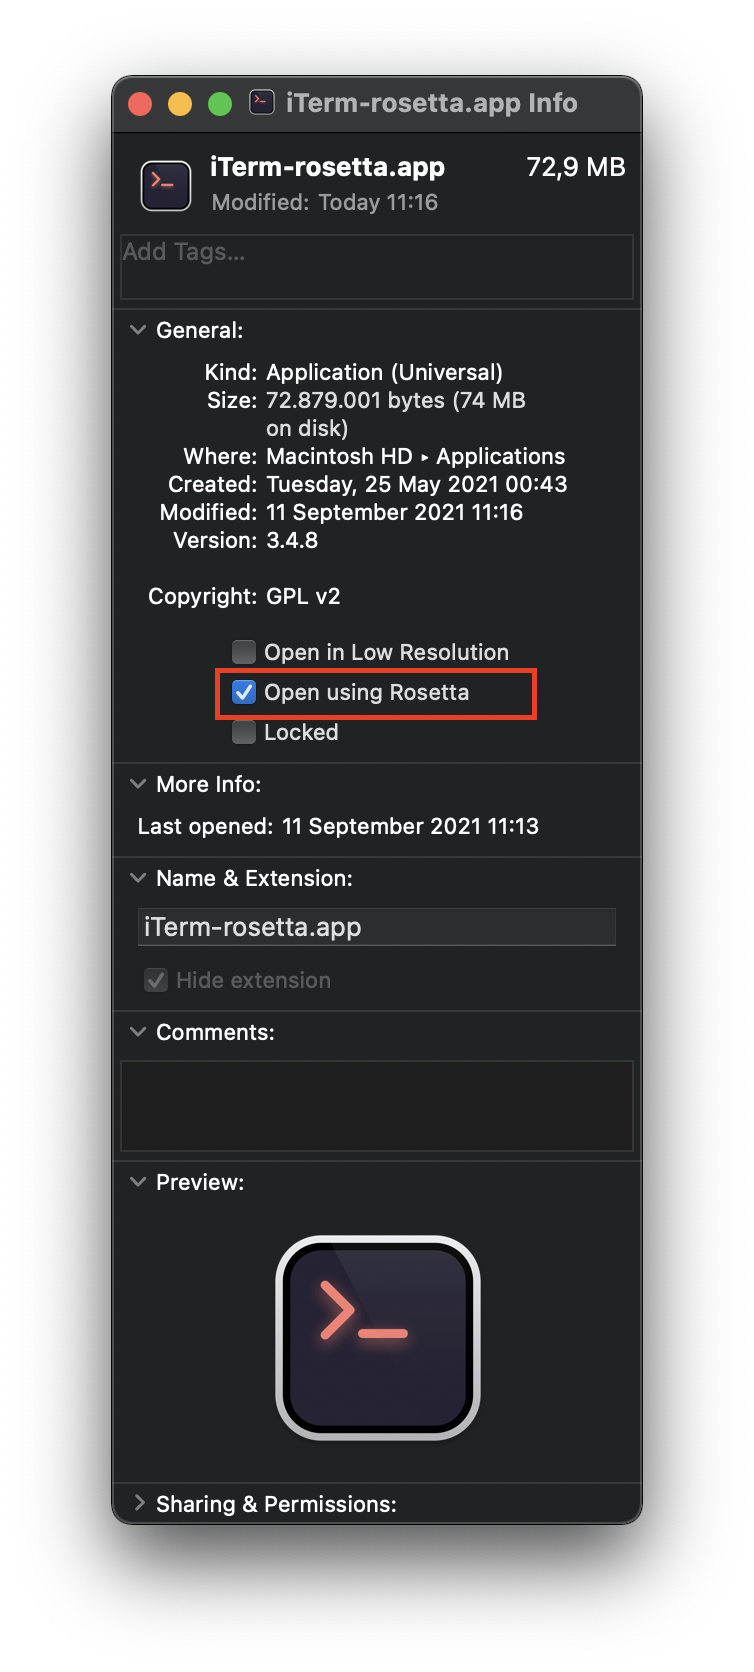 iTerm-rosetta.app Info
iTerm-rosetta.app 72,9 MB
Modified: Today 11:16
Add Tags...
General:
Kind: Application (Universal)
Size: 72.879.001 bytes (74 MB
on disk)
Where: Macintosh HD ▸ Applications
Created: Tuesday, 25 May 2021 00:43
Modified: 11 September 2021 11:16
Version: 3.4.8
Copyright: GPL v2
Open in Low Resolution
Open using Rosetta
Locked
More Info:
Last opened: 11 September 2021 11:13
Name & Extension:
iTerm-rosetta.app
Hide extension
Comments:
Preview:
Sharing & Permissions: